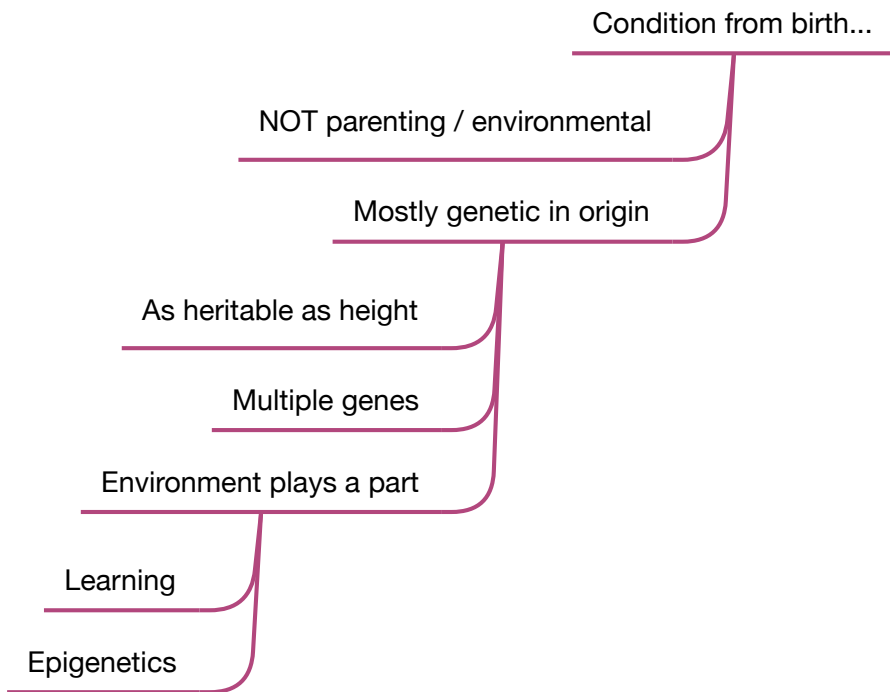 Condition from birth...
NOT parenting / environmental
Mostly genetic in origin
As heritable as height
Multiple genes
Environment plays a part
Learning
Epigenetics